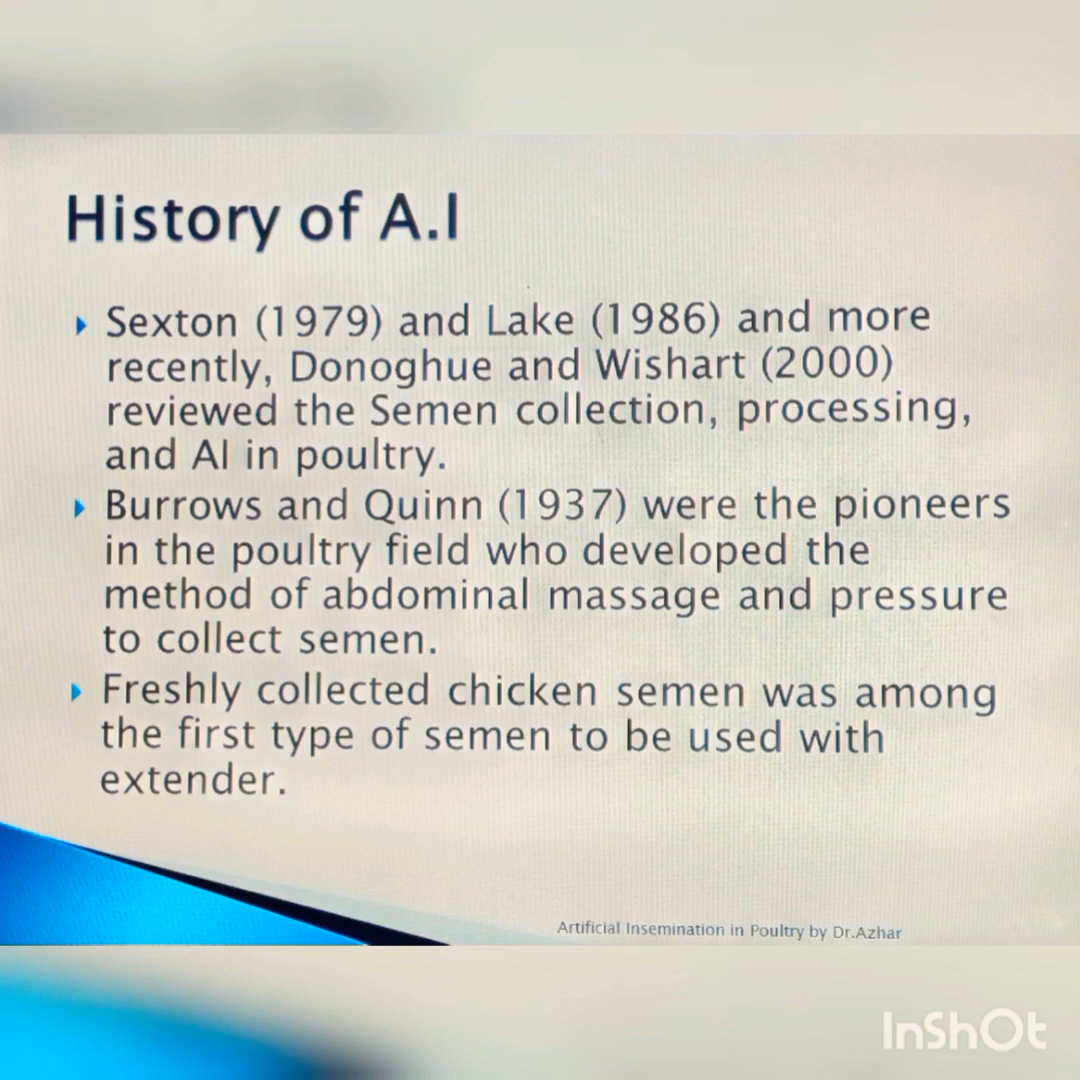 History of A.I
Sexton (1979) and Lake (1986) and more
recently, Donoghue and Wishart (2000)
reviewed the Semen collection, processing,
and AI in poultry.
Burrows and Quinn (1937) were the pioneers
in the poultry field who developed the
method of abdominal massage and pressure
to collect semen.
Freshly collected chicken semen was among
the first type of semen to be used with
extender.
Artificial Insemination in Poultry by Dr.Azhar
InShOt